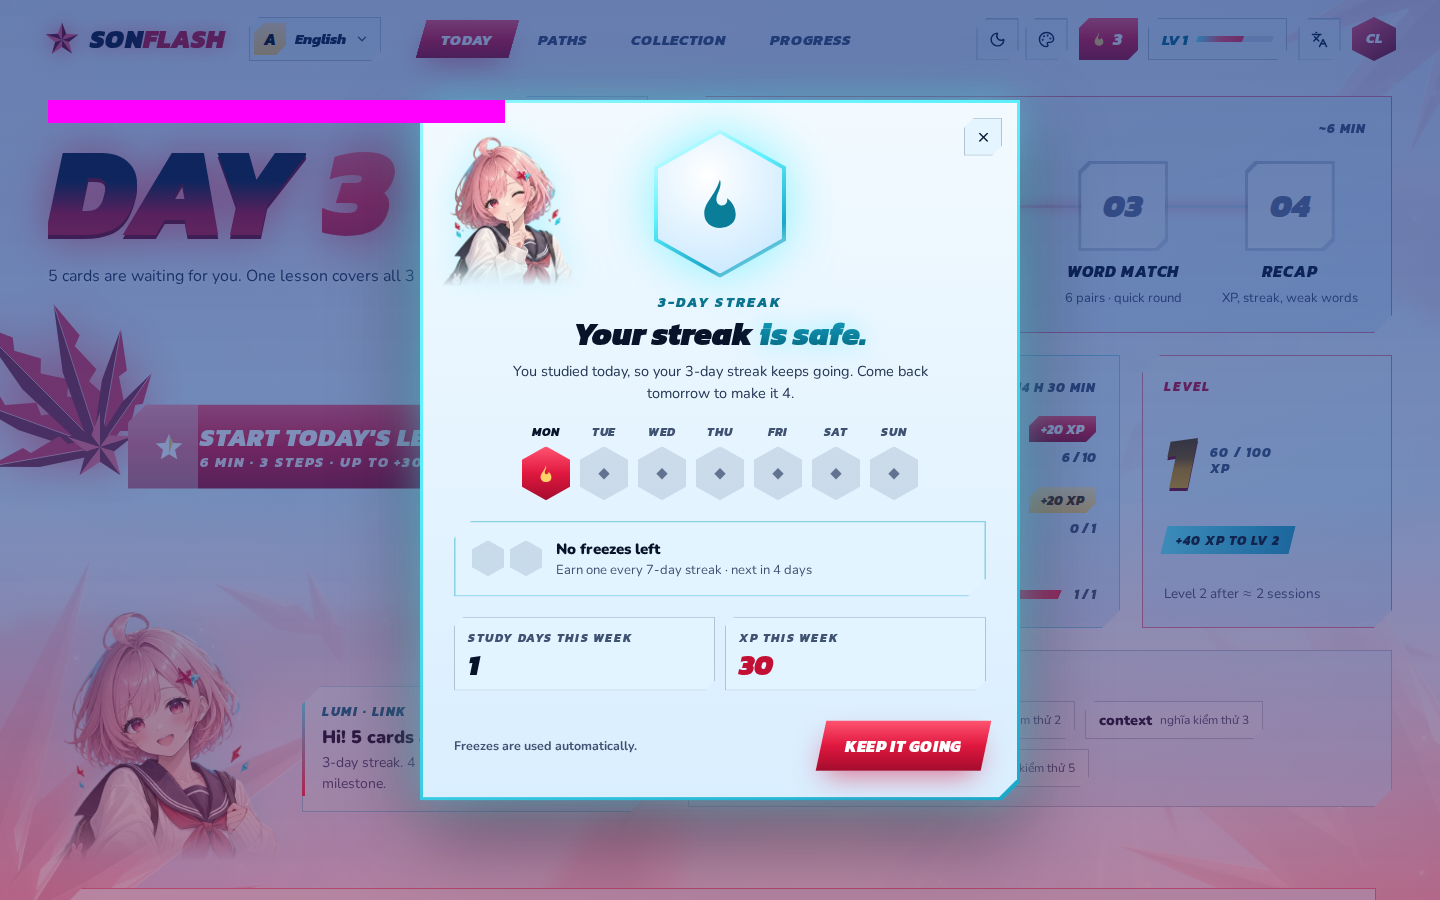 SONFLASH
A English
TODAY PATHS COLLECTION PROGRESS
3
LV 1
CL
~6 MIN
DAY 3
5 cards are waiting for you. One lesson covers all 3
03
04
WORD MATCH
RECAP
6 pairs · quick round
XP, streak, weak words
START TODAY'S LE
6 MIN · 3 STEPS · UP TO +30
3-DAY STREAK
Your streak is safe.
You studied today, so your 3-day streak keeps going. Come back
tomorrow to make it 4.
MON TUE WED THU FRI SAT SUN
No freezes left
Earn one every 7-day streak · next in 4 days
STUDY DAYS THIS WEEK
1
XP THIS WEEK
30
Freezes are used automatically.
KEEP IT GOING
4 H 30 MIN
+20 XP
6 / 10
+20 XP
0 / 1
1 / 1
LEVEL
1
60 / 100
XP
+40 XP TO LV 2
Level 2 after ≈ 2 sessions
LUMI · LINK
Hi! 5 cards
3-day streak. 4
milestone.
thử 2
context nghĩa kiểm thử 3
kiểm thử 5